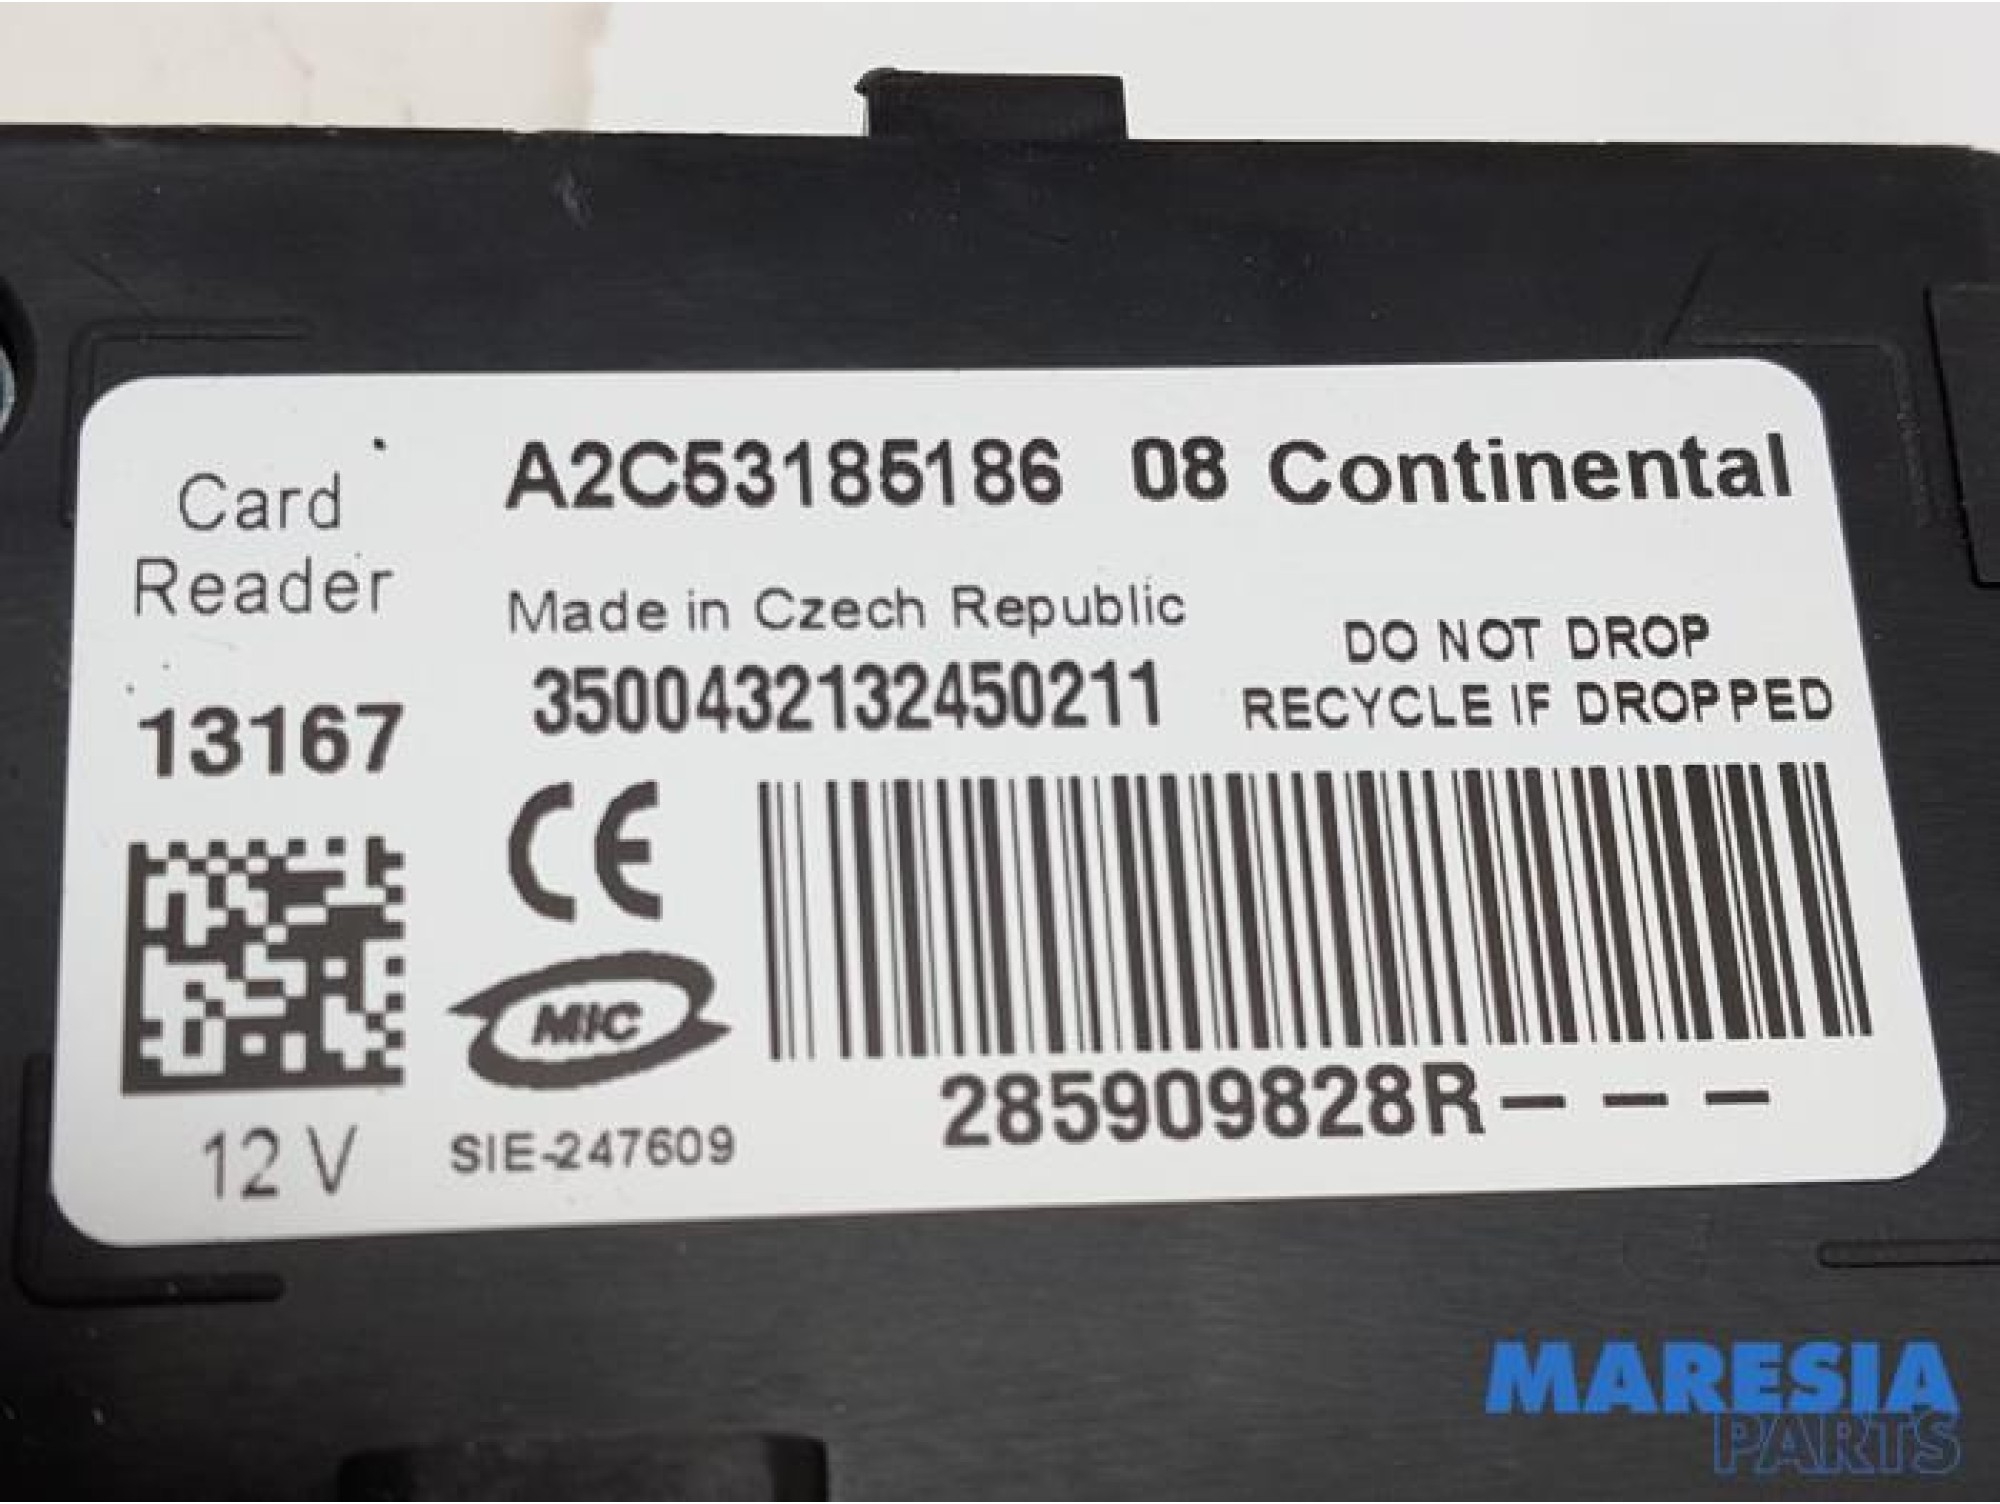 Card
Reader
13167
12 V
A2C53185186 08 Continental
Made in Czech Republic
3500432132450211
DO NOT DROP
RECYCLE IF DROPPED
CE
MIC
SIE-247609
285909828R---
MARESIA
PARTS